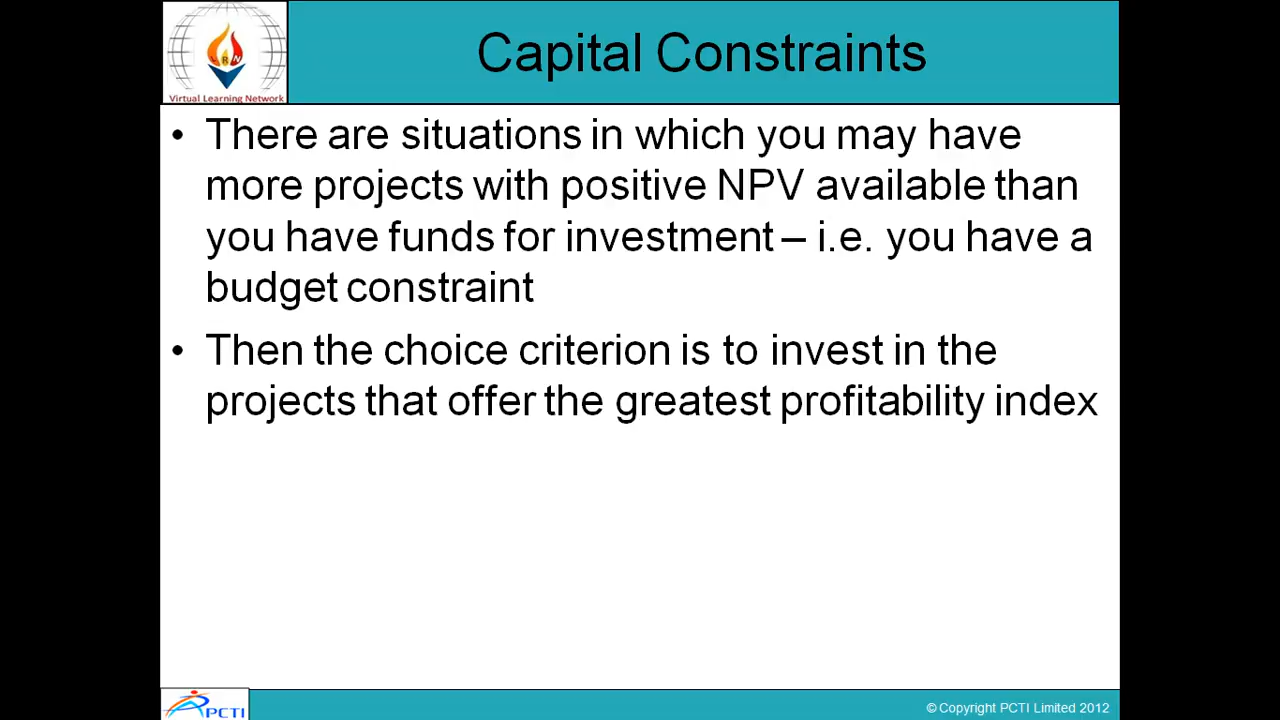 Capital Constraints
VLRN
Virtual Learning Network
• There are situations in which you may have
more projects with positive NPV available than
you have funds for investment – i.e. you have a
budget constraint
• Then the choice criterion is to invest in the
projects that offer the greatest profitability index
PCTI
© Copyright PCTI Limited 2012